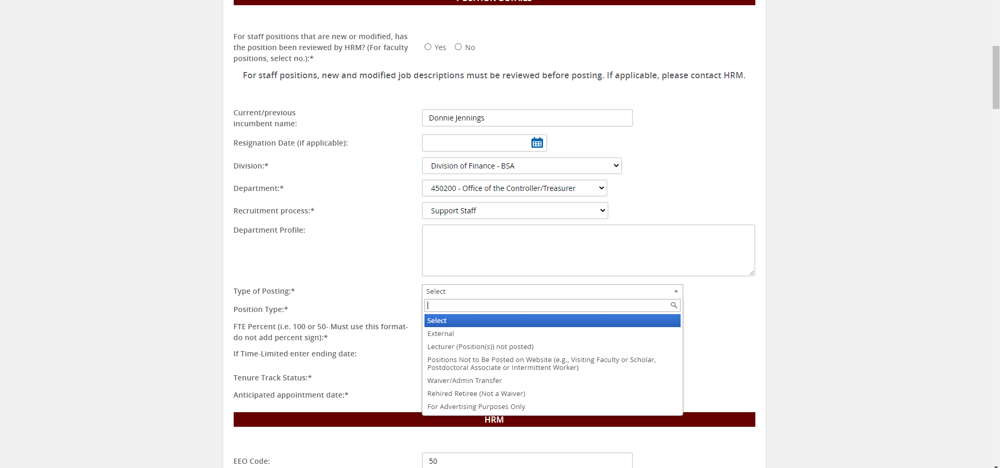 POSITION DETAILS
For staff positions that are new or modified, has
the position been reviewed by HRM? (For faculty
positions, select no.):*
Yes No
For staff positions, new and modified job descriptions must be reviewed before posting. If applicable, please contact HRM.
Current/previous
incumbent name:
Donnie Jennings
Resignation Date (if applicable):
Division:*
Division of Finance - BSA
Department:*
450200 - Office of the Controller/Treasurer
Recruitment process:*
Support Staff
Department Profile:
Type of Posting:*
Select
Position Type:*
FTE Percent (i.e. 100 or 50- Must use this format-
do not add percent sign):*
If Time-Limited enter ending date:
Tenure Track Status:*
Anticipated appointment date:*
Select
External
Lecturer (Position(s)) not posted)
Positions Not to Be Posted on Website (e.g., Visiting Faculty or Scholar,
Postdoctoral Associate or Intermittent Worker)
Waiver/Admin Transfer
Rehired Retiree (Not a Waiver)
For Advertising Purposes Only
HRM
EEO Code:
50